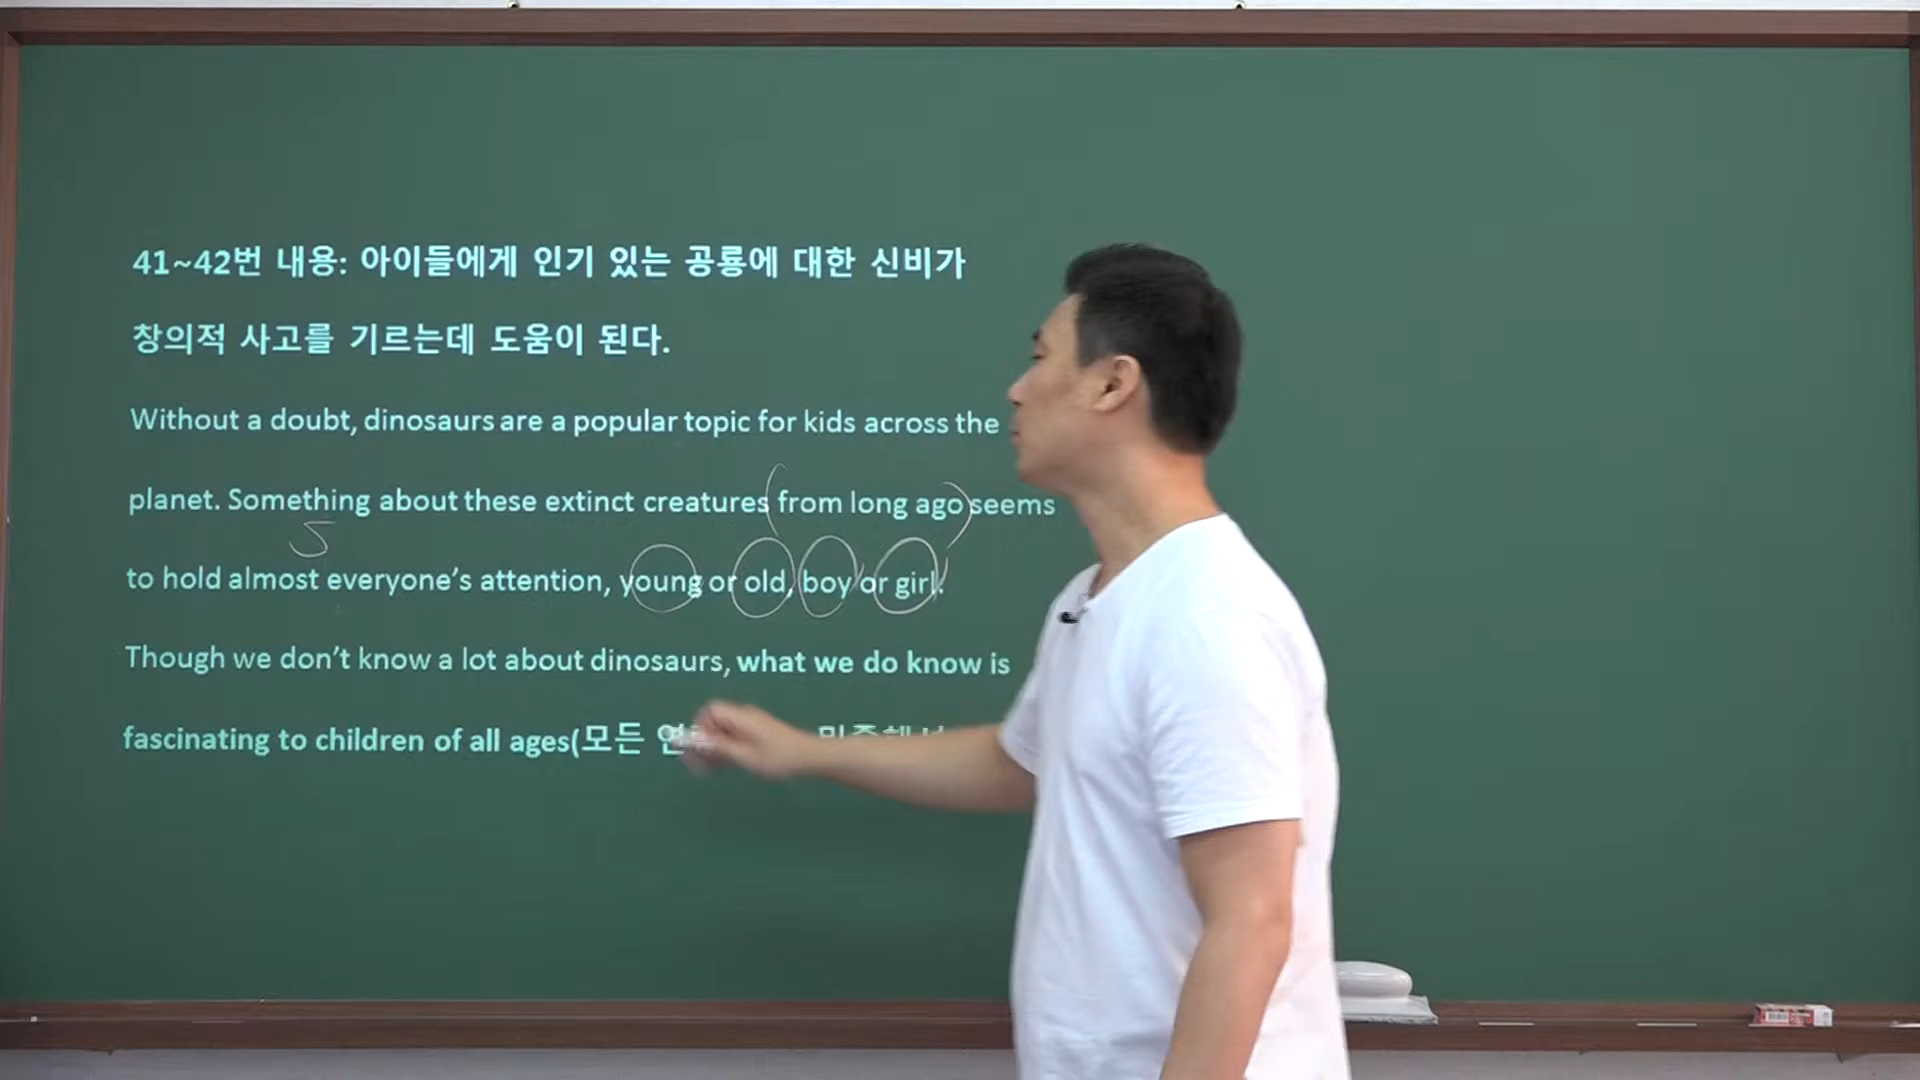 41~42번 내용: 아이들에게 인기 있는 공룡에 대한 신비가
창의적 사고를 기르는데 도움이 된다.
Without a doubt, dinosaurs are a popular topic for kids across the
planet. Something about these extinct creatures (from long ago) seems
S
to hold almost everyone's attention, young or old, boy or girl.
Though we don't know a lot about dinosaurs, what we do know is
fascinating to children of all ages(모든